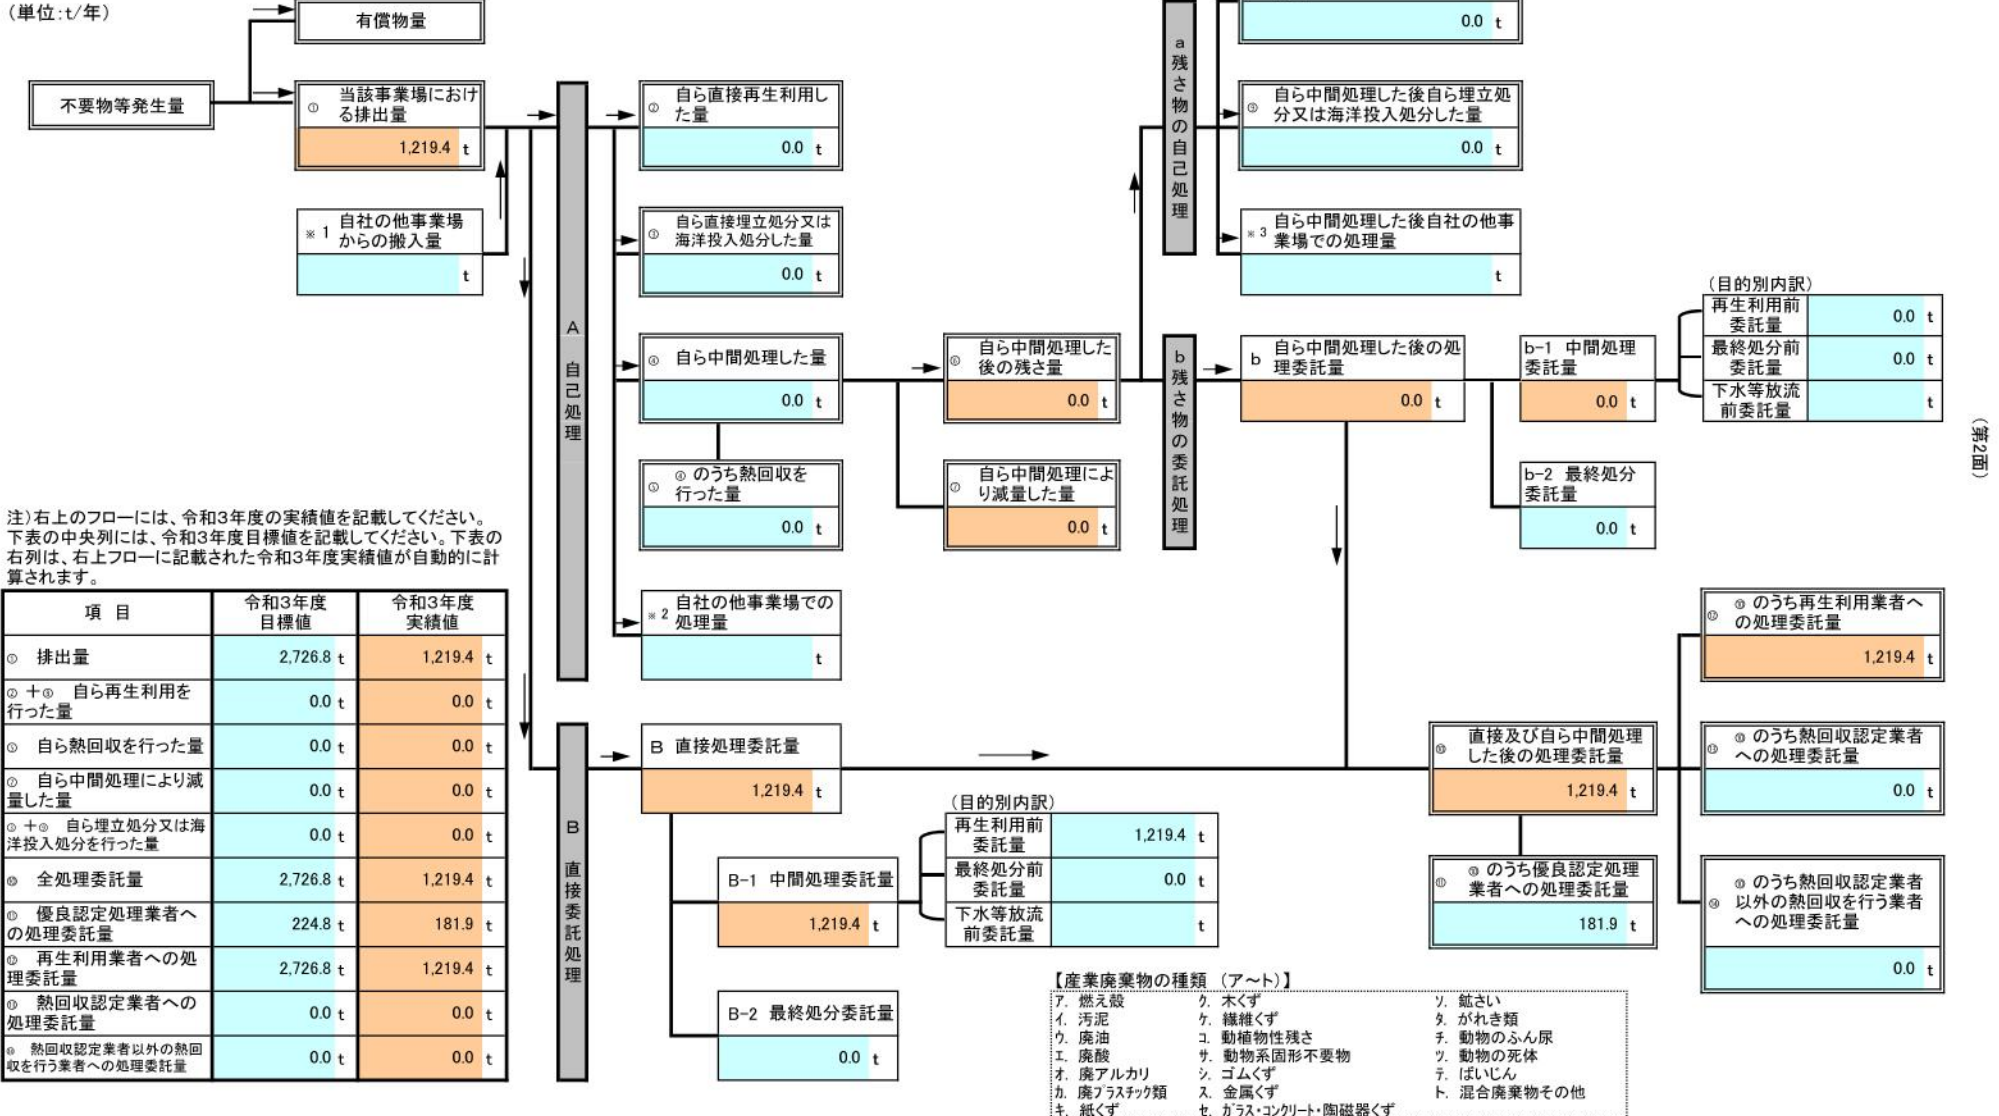 (単位:t/年)
有償物量
不要物等発生量
① 当該事業場におけ
る排出量
1,219.4 t
※1 自社の他事業場
からの搬入量
t
A 自己処理
② 自ら直接再生利用し
た量
0.0 t
③ 自ら直接埋立処分又は
海洋投入処分した量
0.0 t
④ 自ら中間処理した量
0.0 t
⑤ ④のうち熱回収を
行った量
0.0 t
※2 自社の他事業場での
処理量
t
⑥ 自ら中間処理した
後の残さ量
0.0 t
⑦ 自ら中間処理によ
り減量した量
0.0 t
a 残さ物の自己処理
0.0 t
⑨ 自ら中間処理した後自ら埋立処
分又は海洋投入処分した量
0.0 t
※3 自ら中間処理した後自社の他事
業場での処理量
t
b 残さ物の委託処理
b 自ら中間処理した後の処
理委託量
0.0 t
b-1 中間処理
委託量
0.0 t
b-2 最終処分
委託量
0.0 t
(目的別内訳)
再生利用前
委託量 0.0 t
最終処分前
委託量 0.0 t
下水等放流
前委託量 t
(第2面)
注)右上のフローには、令和3年度の実績値を記載してください。
下表の中央列には、令和3年度目標値を記載してください。下表の
右列は、右上フローに記載された令和3年度実績値が自動的に計
算されます。
項 目 令和3年度
目標値 令和3年度
実績値
① 排出量 2,726.8 t 1,219.4 t
②+⑧ 自ら再生利用を
行った量 0.0 t 0.0 t
⑤ 自ら熱回収を行った量 0.0 t 0.0 t
⑦ 自ら中間処理により減
量した量 0.0 t 0.0 t
③+⑨ 自ら埋立処分又は海
洋投入処分を行った量 0.0 t 0.0 t
⑩ 全処理委託量 2,726.8 t 1,219.4 t
⑪ 優良認定処理業者へ
の処理委託量 224.8 t 181.9 t
⑫ 再生利用業者への処
理委託量 2,726.8 t 1,219.4 t
⑬ 熱回収認定業者への
処理委託量 0.0 t 0.0 t
⑭ 熱回収認定業者以外の熱回
収を行う業者への処理委託量 0.0 t 0.0 t
B 直接委託処理
B 直接処理委託量
1,219.4 t
B-1 中間処理委託量
1,219.4 t
B-2 最終処分委託量
0.0 t
(目的別内訳)
再生利用前
委託量 1,219.4 t
最終処分前
委託量 0.0 t
下水等放流
前委託量 t
⑩ 直接及び自ら中間処理
した後の処理委託量
1,219.4 t
⑪ ⑩のうち優良認定処理
業者への処理委託量
181.9 t
⑫ ⑩のうち再生利用業者へ
の処理委託量
1,219.4 t
⑬ ⑩のうち熱回収認定業者
への処理委託量
0.0 t
⑭ ⑩のうち熱回収認定業者
以外の熱回収を行う業者
への処理委託量
0.0 t
【産業廃棄物の種類 (ア～ト)】
ア. 燃え殻 ク. 木くず ソ. 鉱さい
イ. 汚泥 ケ. 繊維くず タ. がれき類
ウ. 廃油 コ. 動植物性残さ チ. 動物のふん尿
エ. 廃酸 サ. 動物系固形不要物 ツ. 動物の死体
オ. 廃アルカリ シ. ゴムくず テ. ばいじん
カ. 廃プラスチック類 ス. 金属くず ト. 混合廃棄物その他
キ. 紙くず セ. ガラス・コンクリート・陶磁器くず